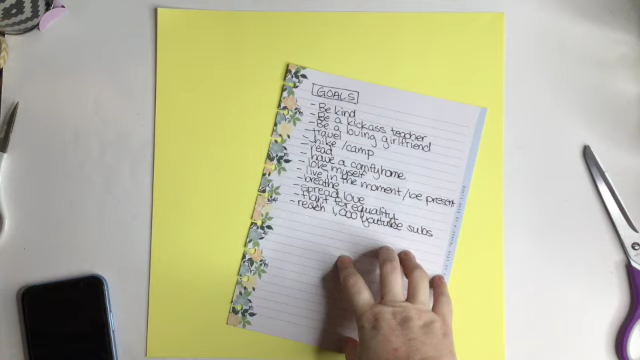 GOALS
- Be kind
- Be a kickass teacher
- Be a loving girlfriend
- travel
- hike/camp
- read
- have a comfy home
- love myself
- live in the moment/be present
- breathe
- spread love
- fight for equality
- reach 1,000 youtube subs